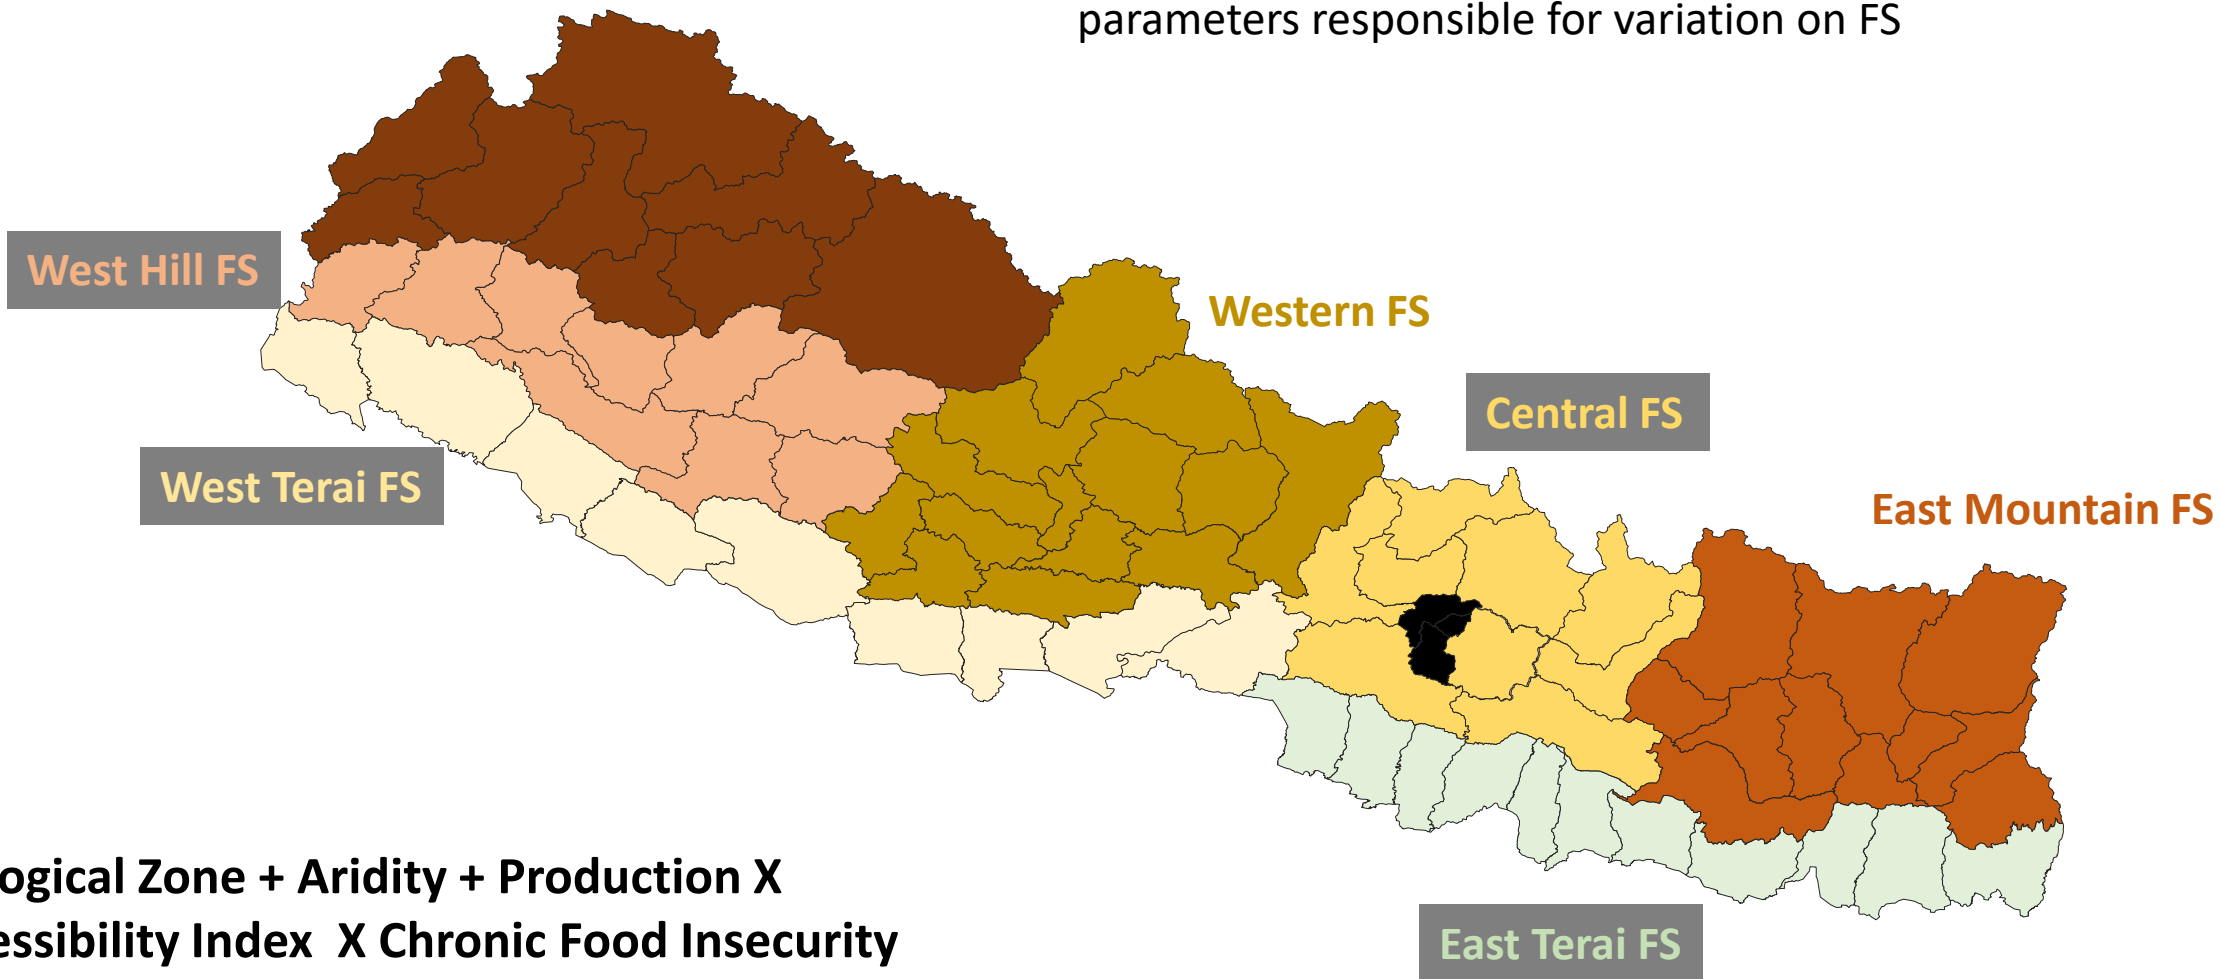 parameters responsible for variation on FS
West Hill FS
Western FS
Central FS
West Terai FS
East Mountain FS
ogical Zone + Aridity + Production X
essibility Index X Chronic Food Insecurity
East Terai FS